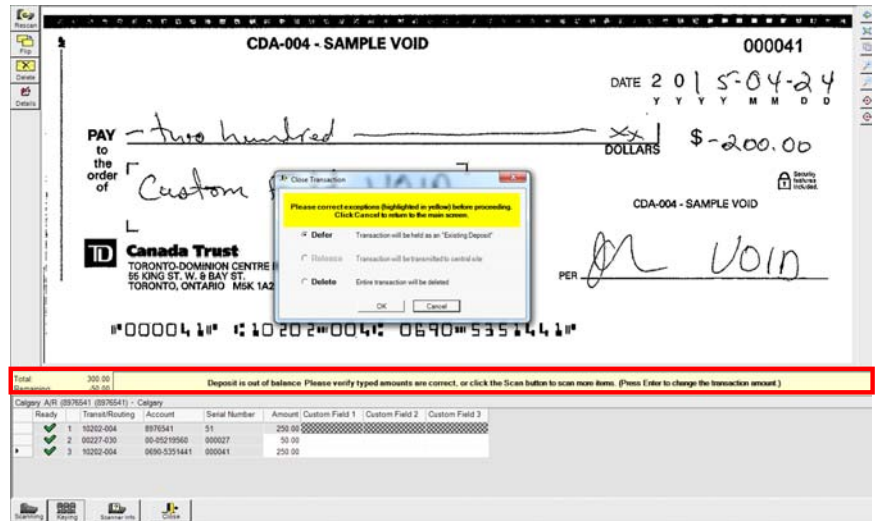 Rescan
Flip
Delete
Details
CDA-004 - SAMPLE VOID
000041
DATE 2 0 1 5-04-24
Y Y Y Y M M D D
PAY two hundred xx
DOLLARS
$-200.00
to
the
order
of
Custom VOID
Security
features
included.
CDA-004 - SAMPLE VOID
Canada Trust
TORONTO-DOMINION CENTRE
55 KING ST. W. & BAY ST.
TORONTO, ONTARIO M5K 1A2
PER VOID
⑈000041⑈ ⑆10202⑉004⑆ 0690⑉5351441⑈
Close Transaction
Please correct exceptions (highlighted in yellow) before proceeding.
Click Cancel to return to the main screen.
Defer Transaction will be held as an "Existing Deposit"
Release Transaction will be transmitted to central site
Delete Entire transaction will be deleted
OK Cancel
Total: 300.00
Remaining: -50.00
Deposit is out of balance Please verify typed amounts are correct, or click the Scan button to scan more items. (Press Enter to change the transaction amount.)
Calgary A/R (8976541 (8976541) - Calgary
Ready Transit/Routing Account Serial Number Amount Custom Field 1 Custom Field 2 Custom Field 3
1 10202-004 8976541 51 250.00
2 00227-030 00-05219560 000027 50.00
3 10202-004 0690-5351441 000041 250.00
Scanning Keying Scanner Info Close